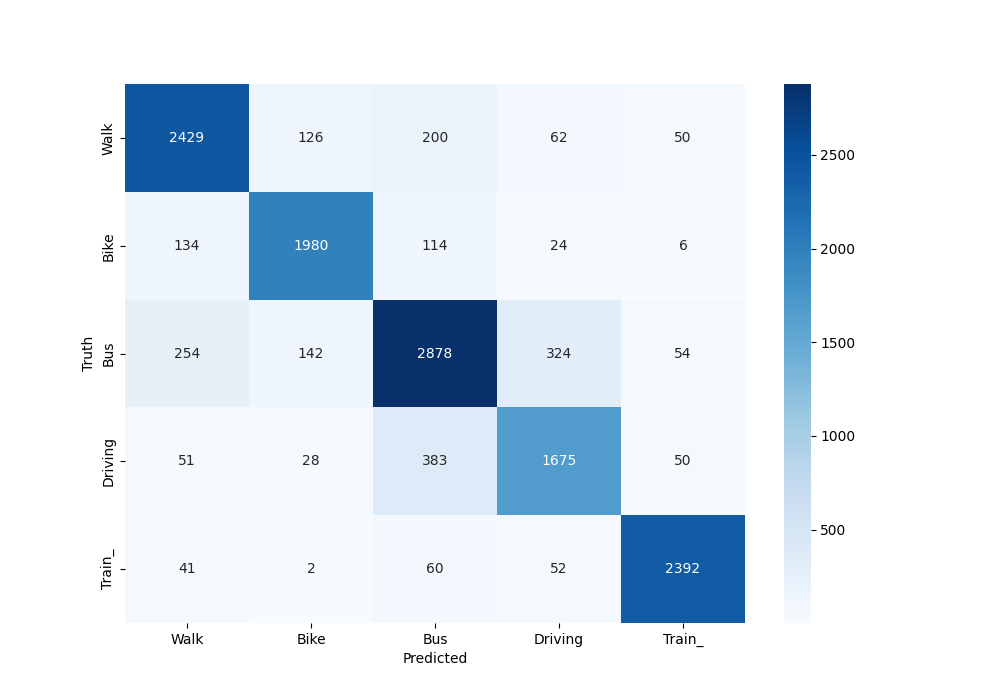 Truth
Walk 2429 126 200 62 50
Bike 134 1980 114 24 6
Bus 254 142 2878 324 54
Driving 51 28 383 1675 50
Train_ 41 2 60 52 2392
Walk Bike Bus Driving Train_
Predicted
2500
2000
1500
1000
500